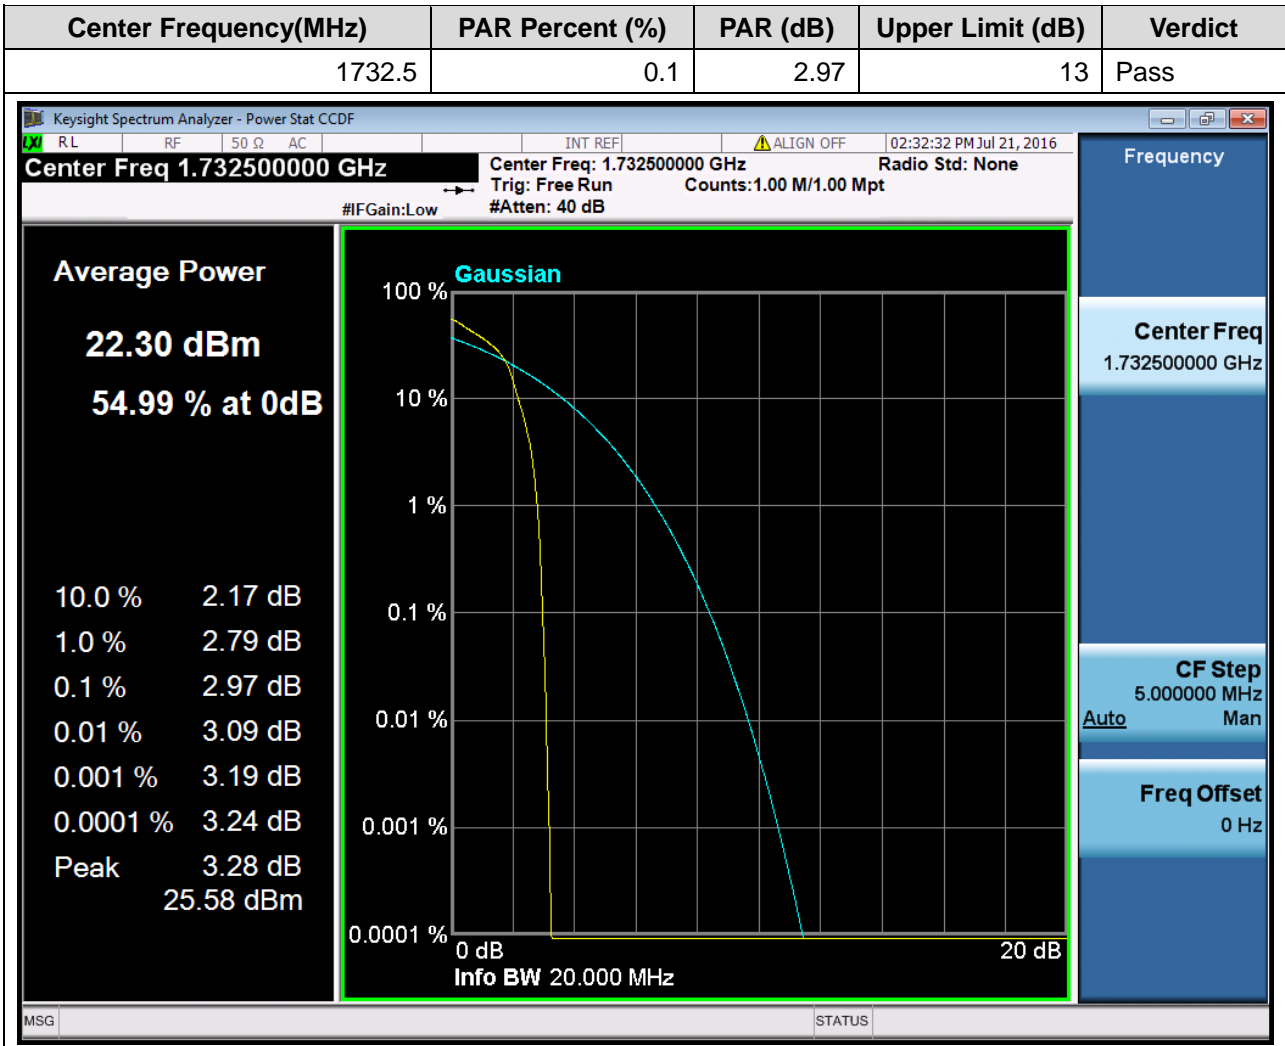 Center Frequency(MHz) PAR Percent (%) PAR (dB) Upper Limit (dB) Verdict
1732.5 0.1 2.97 13 Pass
Keysight Spectrum Analyzer - Power Stat CCDF
LXI RL RF 50 Ω AC INT REF ALIGN OFF 02:32:32 PM Jul 21, 2016
Center Freq 1.732500000 GHz
Center Freq: 1.732500000 GHz Radio Std: None
Trig: Free Run Counts:1.00 M/1.00 Mpt
#IFGain:Low #Atten: 40 dB
Frequency
Average Power
22.30 dBm
54.99 % at 0dB
10.0 % 2.17 dB
1.0 % 2.79 dB
0.1 % 2.97 dB
0.01 % 3.09 dB
0.001 % 3.19 dB
0.0001 % 3.24 dB
Peak 3.28 dB
25.58 dBm
Gaussian
100 %
10 %
1 %
0.1 %
0.01 %
0.001 %
0.0001 %
0 dB 20 dB
Info BW 20.000 MHz
Center Freq
1.732500000 GHz
CF Step
5.000000 MHz
Auto Man
Freq Offset
0 Hz
MSG STATUS